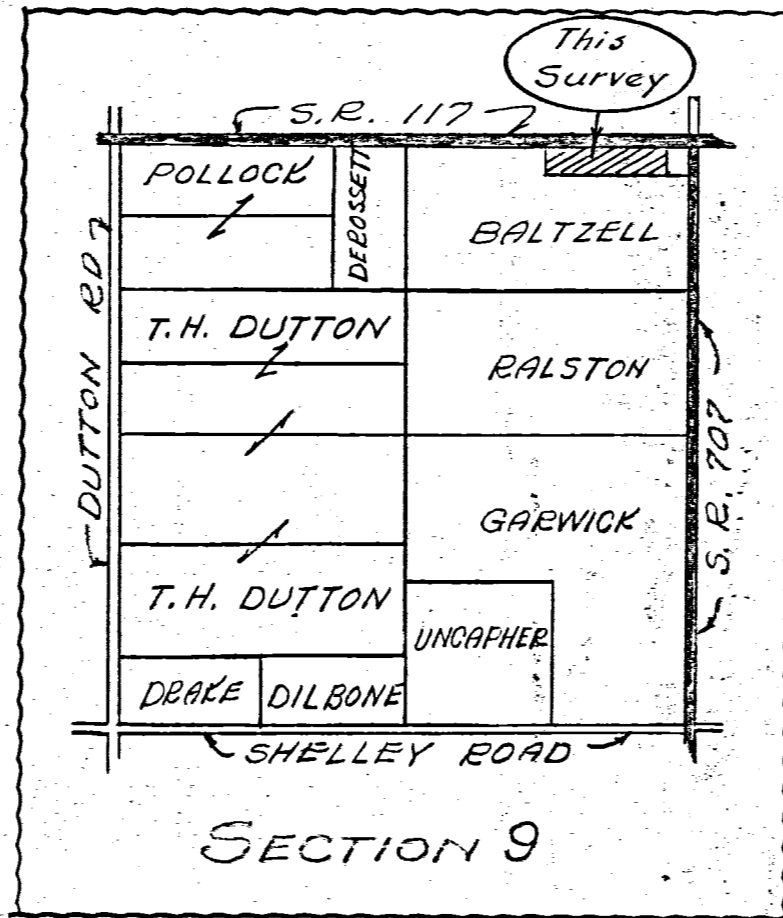 This
Survey
S.R. 117
POLLOCK
DEBOSSETT
BALTZELL
DUTTON RD
T.H. DUTTON
RALSTON
S.R. 707
GARWICK
T.H. DUTTON
UNCAPHER
DRAKE
DILBONE
SHELLEY ROAD
SECTION 9